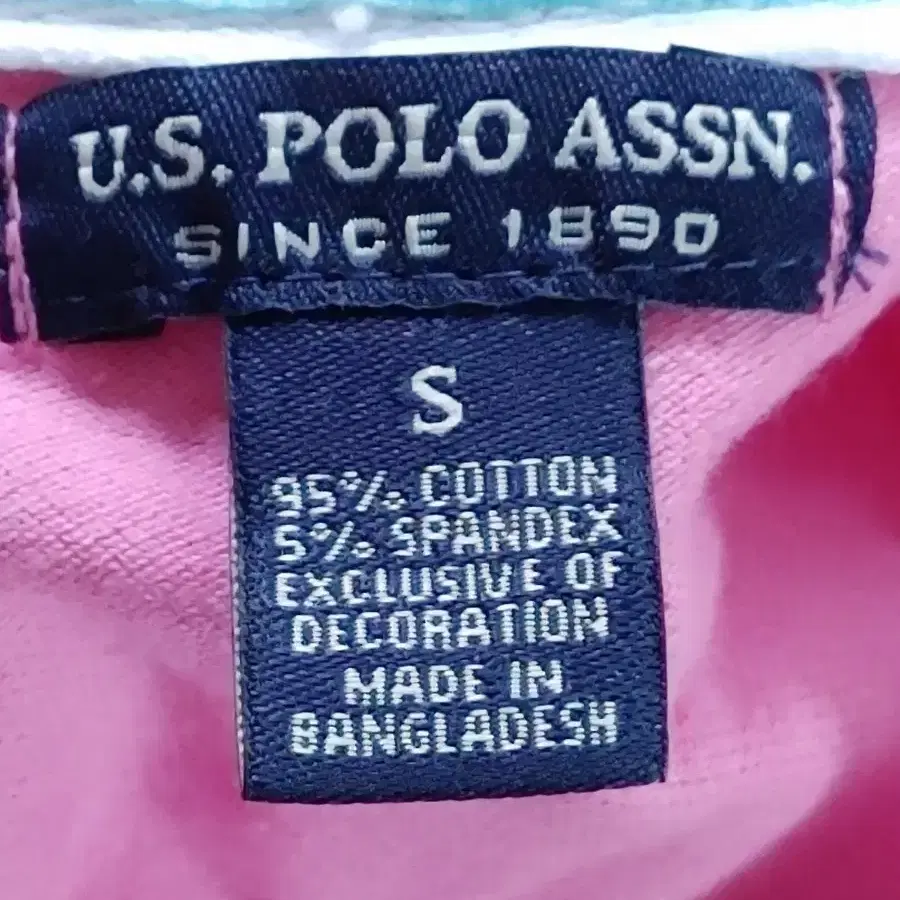 U.S. POLO ASSN.
SINCE 1890
S
95% COTTON
5% SPANDEX
EXCLUSIVE OF
DECORATION
MADE IN
BANGLADESH